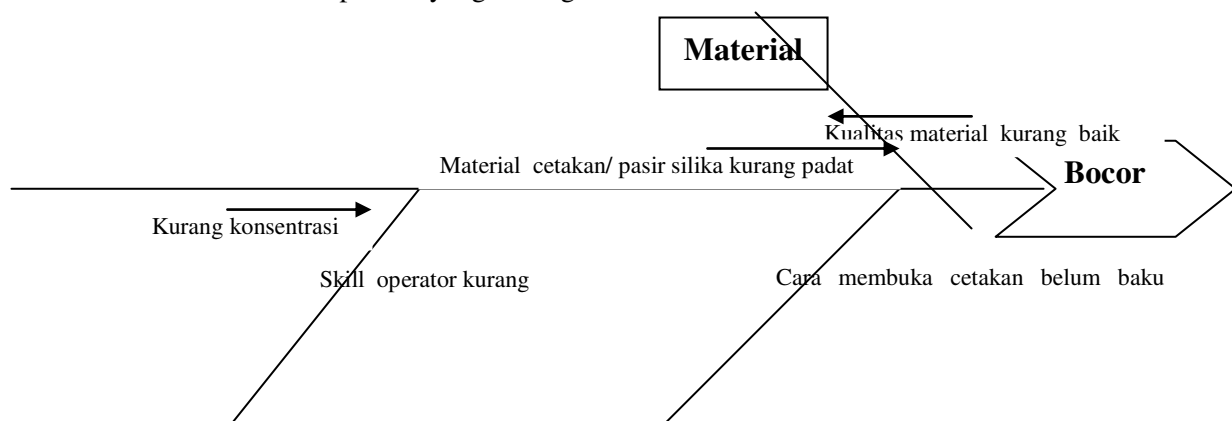 Material
Kualitas material kurang baik
Material cetakan/ pasir silika kurang padat
Bocor
Kurang konsentrasi
Skill operator kurang
Cara membuka cetakan belum baku